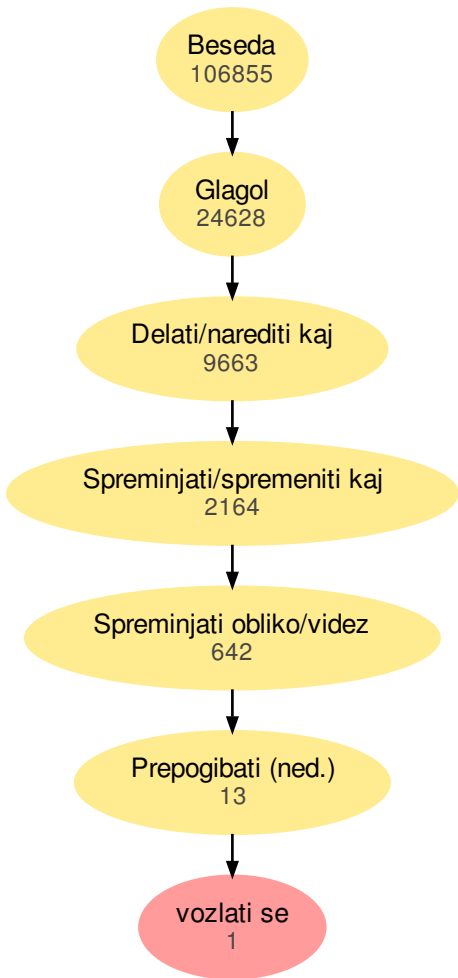 Beseda
106855
Glagol
24628
Delati/narediti kaj
9663
Spreminjati/spremeniti kaj
2164
Spreminjati obliko/videz
642
Prepogibati (ned.)
13
vozlati se
1